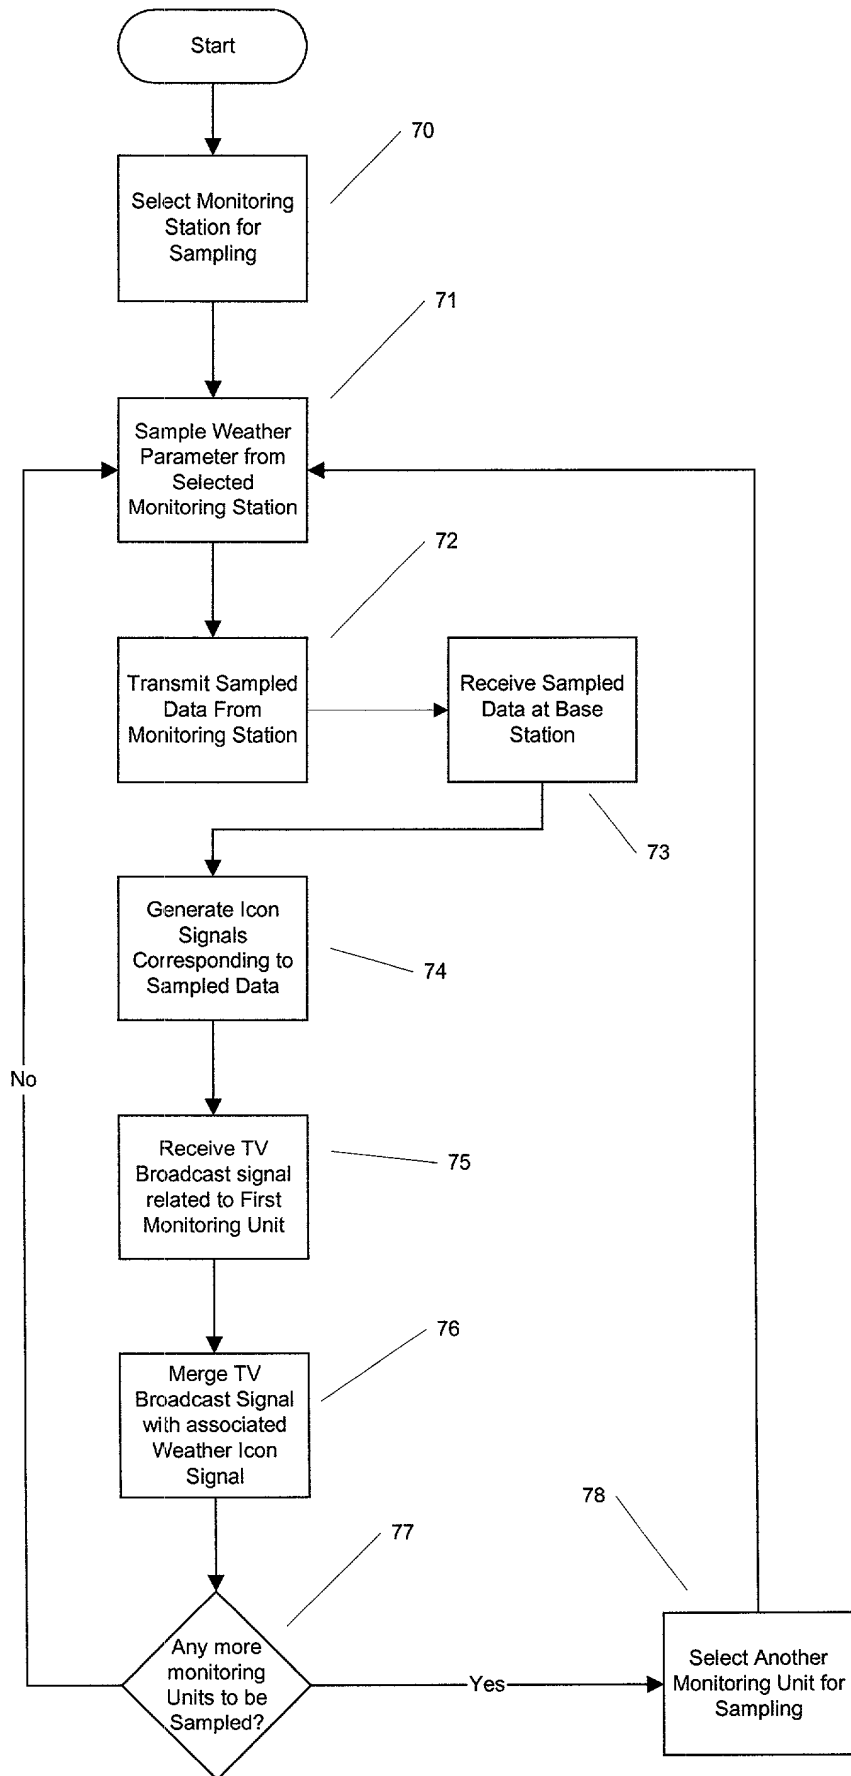 Start
70
Select Monitoring
Station for
Sampling
71
Sample Weather
Parameter from
Selected
Monitoring Station
72
Transmit Sampled
Data From
Monitoring Station
Receive Sampled
Data at Base
Station
73
Generate Icon
Signals
Corresponding to
Sampled Data
74
No
Receive TV
Broadcast signal
related to First
Monitoring Unit
75
76
Merge TV
Broadcast Signal
with associated
Weather Icon
Signal
77
Any more
monitoring
Units to be
Sampled?
Yes
78
Select Another
Monitoring Unit for
Sampling